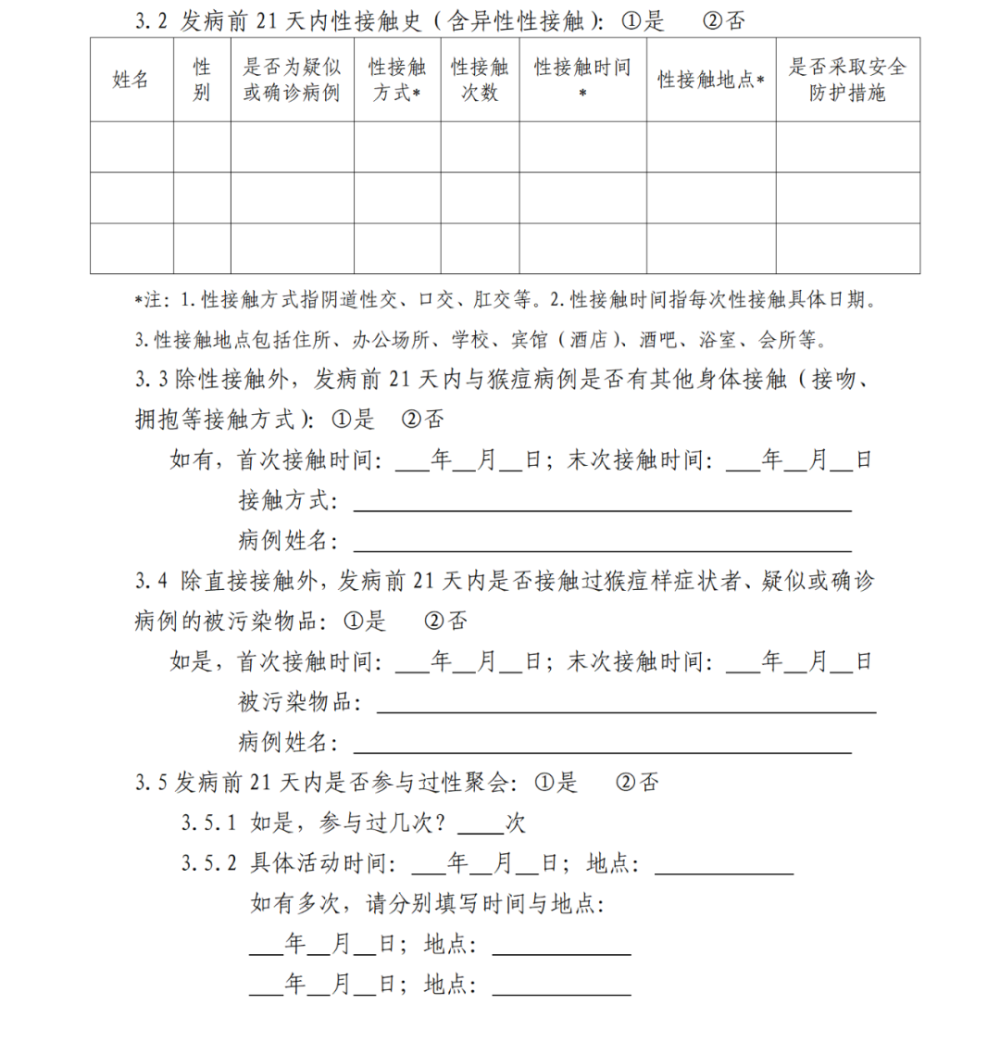 3.2 发病前21天内性接触史（含异性性接触）：①是 ②否
姓名 性别 是否为疑似或确诊病例 性接触方式* 性接触次数 性接触时间* 性接触地点* 是否采取安全防护措施
*注：1.性接触方式指阴道性交、口交、肛交等。2.性接触时间指每次性接触具体日期。
3.性接触地点包括住所、办公场所、学校、宾馆（酒店）、酒吧、浴室、会所等。
3.3除性接触外，发病前21天内与猴痘病例是否有其他身体接触（接吻、
拥抱等接触方式）：①是 ②否
如有，首次接触时间：___年__月__日；末次接触时间：___年__月__日
接触方式：
病例姓名：
3.4 除直接接触外，发病前21天内是否接触过猴痘样症状者、疑似或确诊
病例的被污染物品：①是 ②否
如是，首次接触时间：___年__月__日；末次接触时间：___年__月__日
被污染物品：
病例姓名：
3.5发病前21天内是否参与过性聚会：①是 ②否
3.5.1 如是，参与过几次？____次
3.5.2 具体活动时间：___年__月__日；地点：____________
如有多次，请分别填写时间与地点：
___年__月__日；地点：____________
___年__月__日；地点：____________